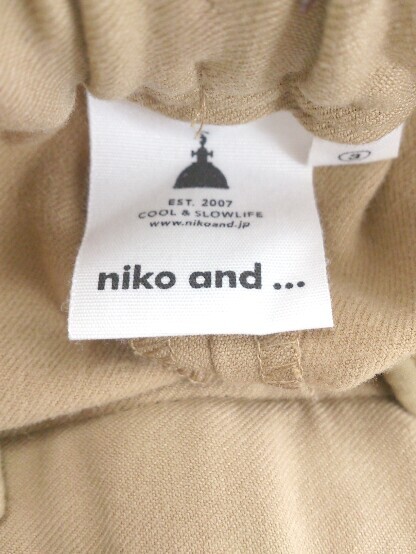 EST. 2007
COOL & SLOWLIFE
www.nikoand.jp
niko and ...